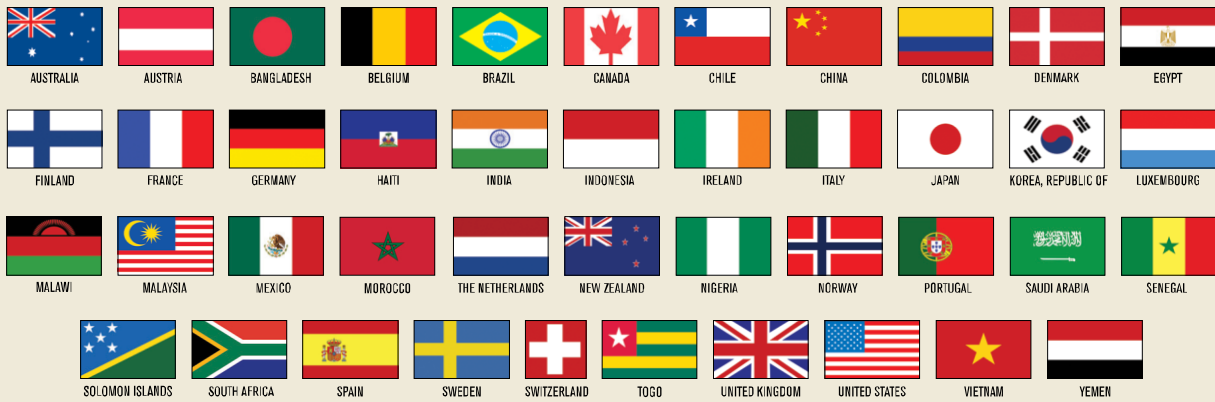 AUSTRALIA AUSTRIA BANGLADESH BELGIUM BRAZIL CANADA CHILE CHINA COLOMBIA DENMARK EGYPT
FINLAND FRANCE GERMANY HAITI INDIA INDONESIA IRELAND ITALY JAPAN KOREA, REPUBLIC OF LUXEMBOURG
MALAWI MALAYSIA MEXICO MOROCCO THE NETHERLANDS NEW ZEALAND NIGERIA NORWAY PORTUGAL SAUDI ARABIA SENEGAL
SOLOMON ISLANDS SOUTH AFRICA SPAIN SWEDEN SWITZERLAND TOGO UNITED KINGDOM UNITED STATES VIETNAM YEMEN